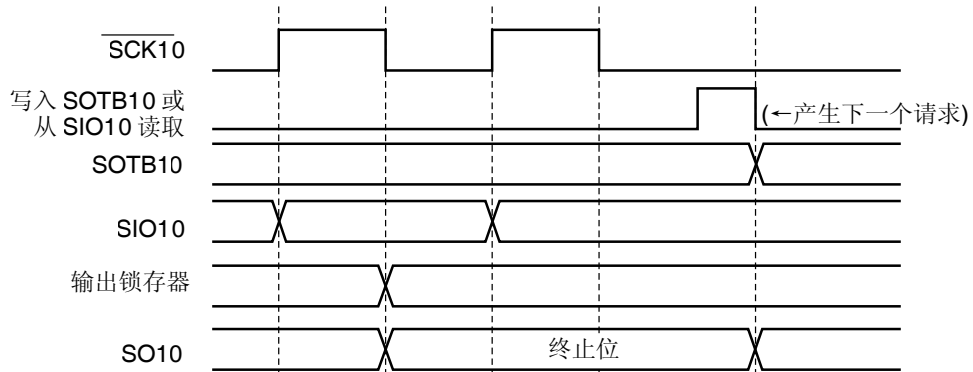 SCK10
写入 SOTB10 或
从 SIO10 读取
(←产生下一个请求)
SOTB10
SIO10
输出锁存器
SO10
终止位